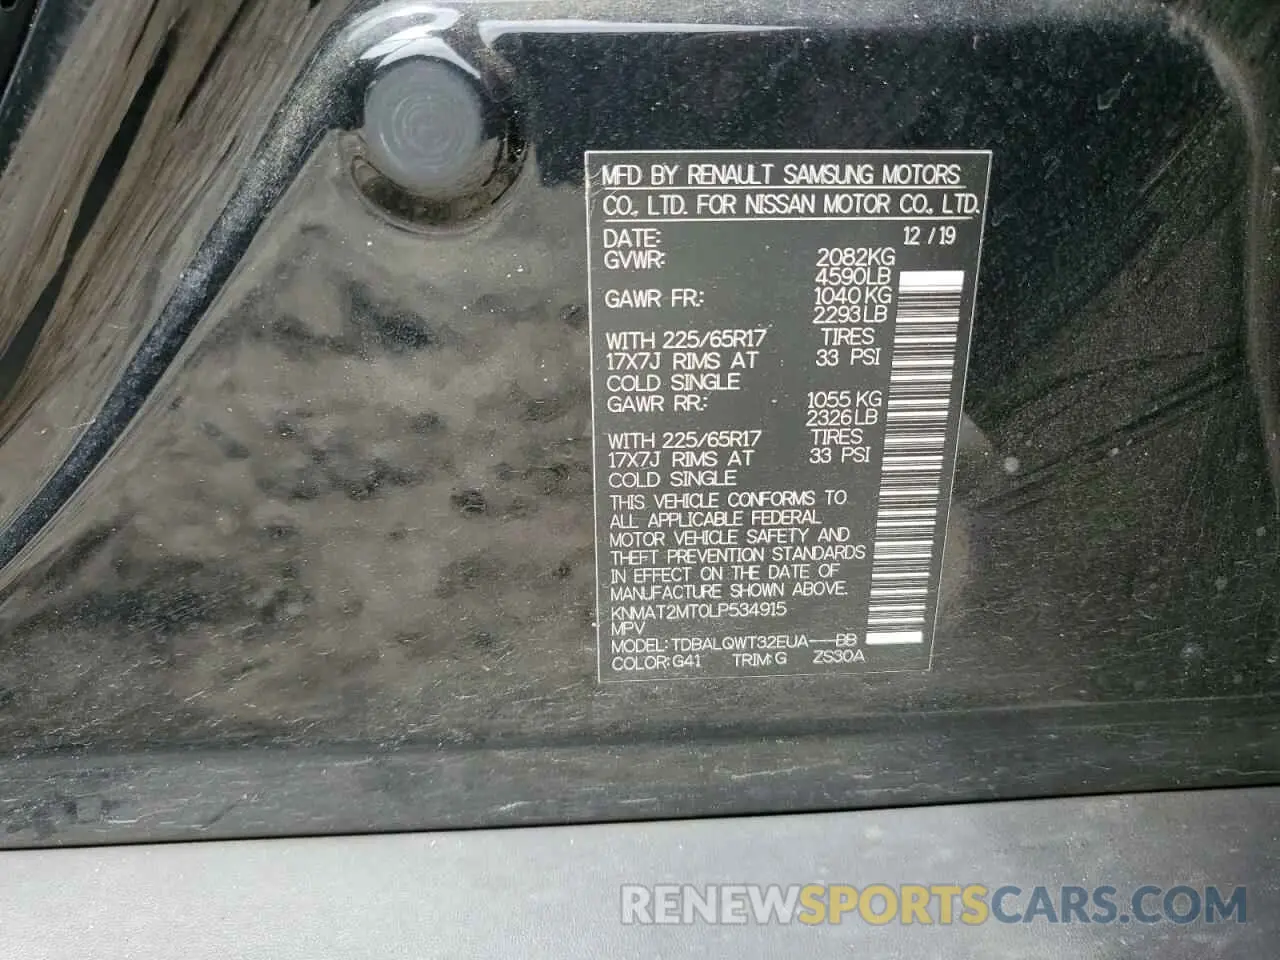 MFD BY RENAULT SAMSUNG MOTORS
CO., LTD. FOR NISSAN MOTOR CO., LTD.
DATE: 12 / 19
GVWR: 2082KG
4590LB
GAWR FR: 1040 KG
2293LB
WITH 225/65R17 TIRES
17X7J RIMS AT 33 PSI
COLD SINGLE
GAWR RR: 1055 KG
2326LB
WITH 225/65R17 TIRES
17X7J RIMS AT 33 PSI
COLD SINGLE
THIS VEHICLE CONFORMS TO
ALL APPLICABLE FEDERAL
MOTOR VEHICLE SAFETY AND
THEFT PREVENTION STANDARDS
IN EFFECT ON THE DATE OF
MANUFACTURE SHOWN ABOVE.
KNMAT2MT0LP534915
MPV
MODEL: TDBALQWT32EUA---BB
COLOR: G41 TRIM: G ZS30A
RENEWSPORTSCARS.COM